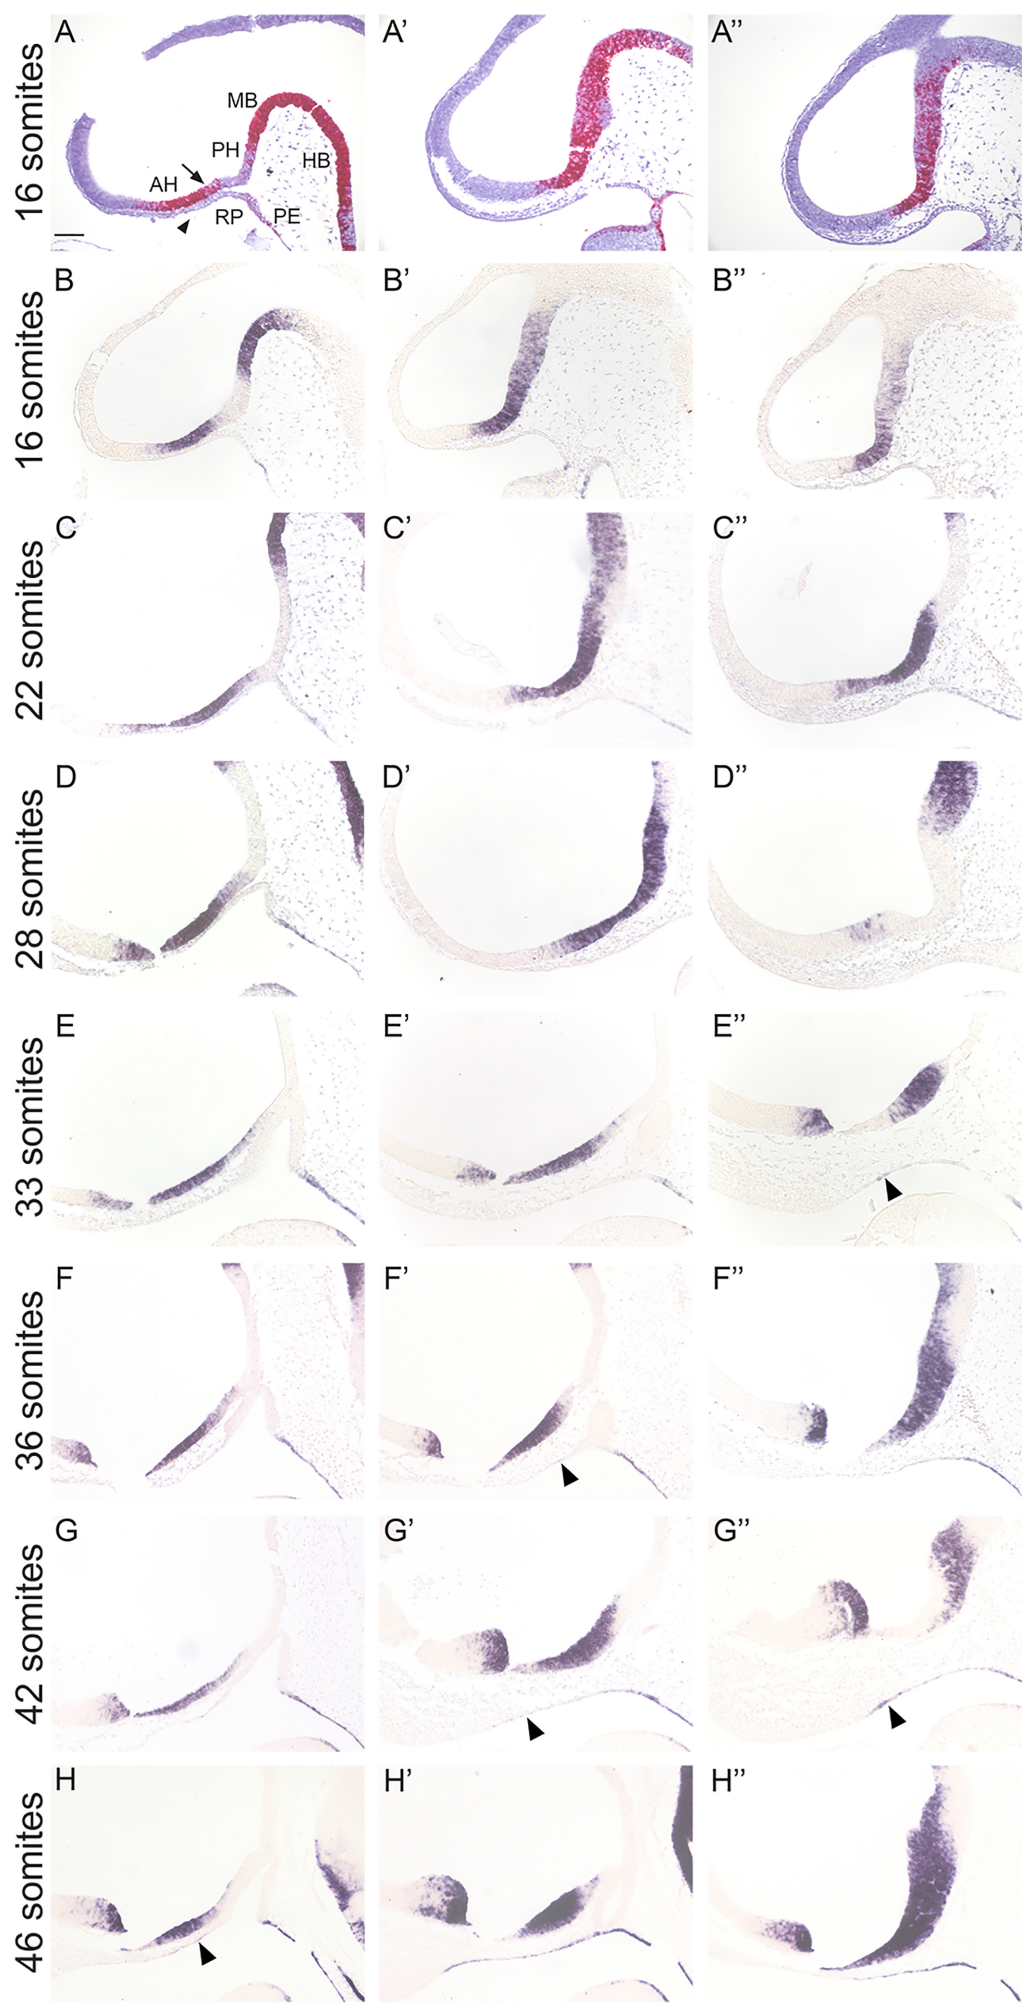 16 somites
A
A’
A’’
MB
PH
HB
AH
RP
PE
16 somites
B
B’
B’’
22 somites
C
C’
C’’
28 somites
D
D’
D’’
33 somites
E
E’
E’’
36 somites
F
F’
F’’
42 somites
G
G’
G’’
46 somites
H
H’
H’’